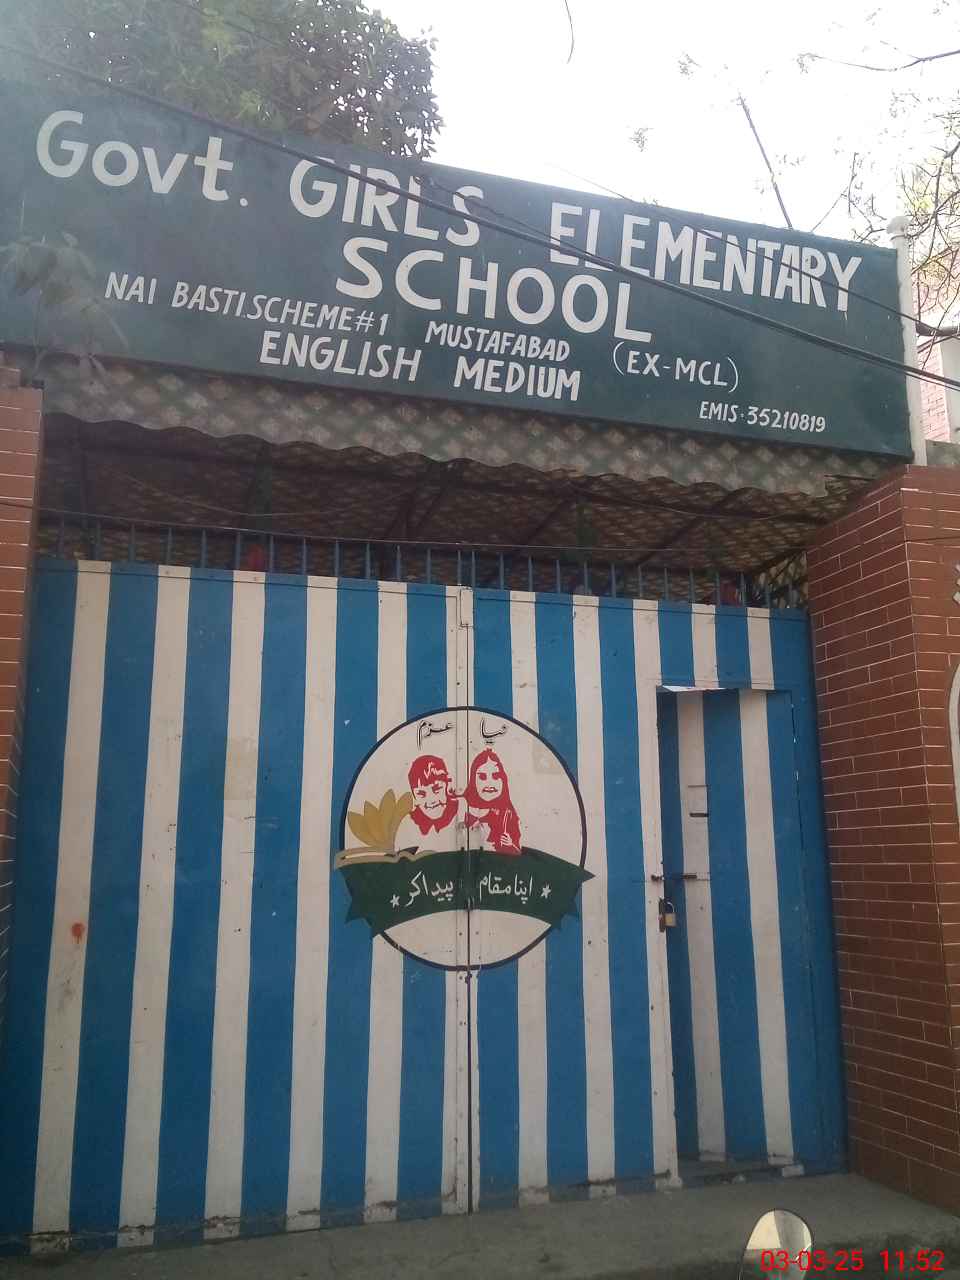 Govt. GIRLS ELEMENTARY
SCHOOL
NAI BASTI.SCHEME#1 MUSTAFABAD (EX-MCL)
ENGLISH MEDIUM
EMIS·35210819
نیا عزم
اپنا مقام پیدا کر
03-03-25 11.52